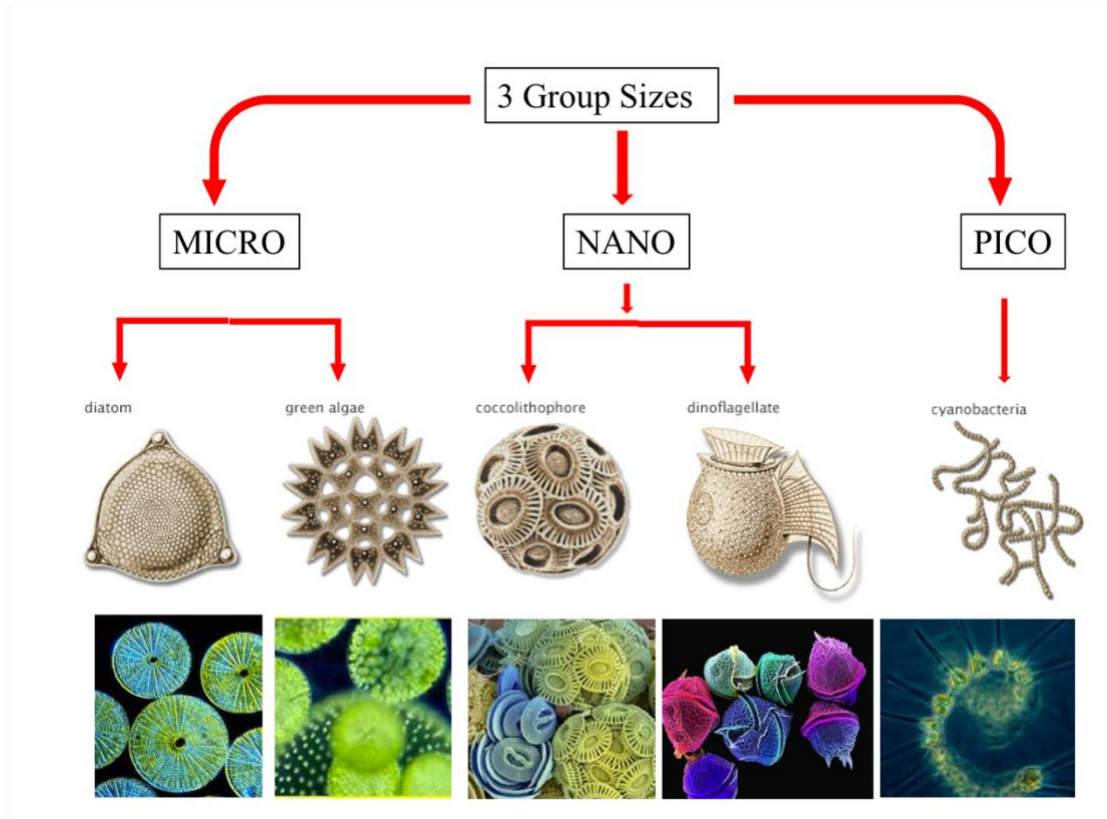 3 Group Sizes
MICRO
NANO
PICO
diatom
green algae
coccolithophore
dinoflagellate
cyanobacteria